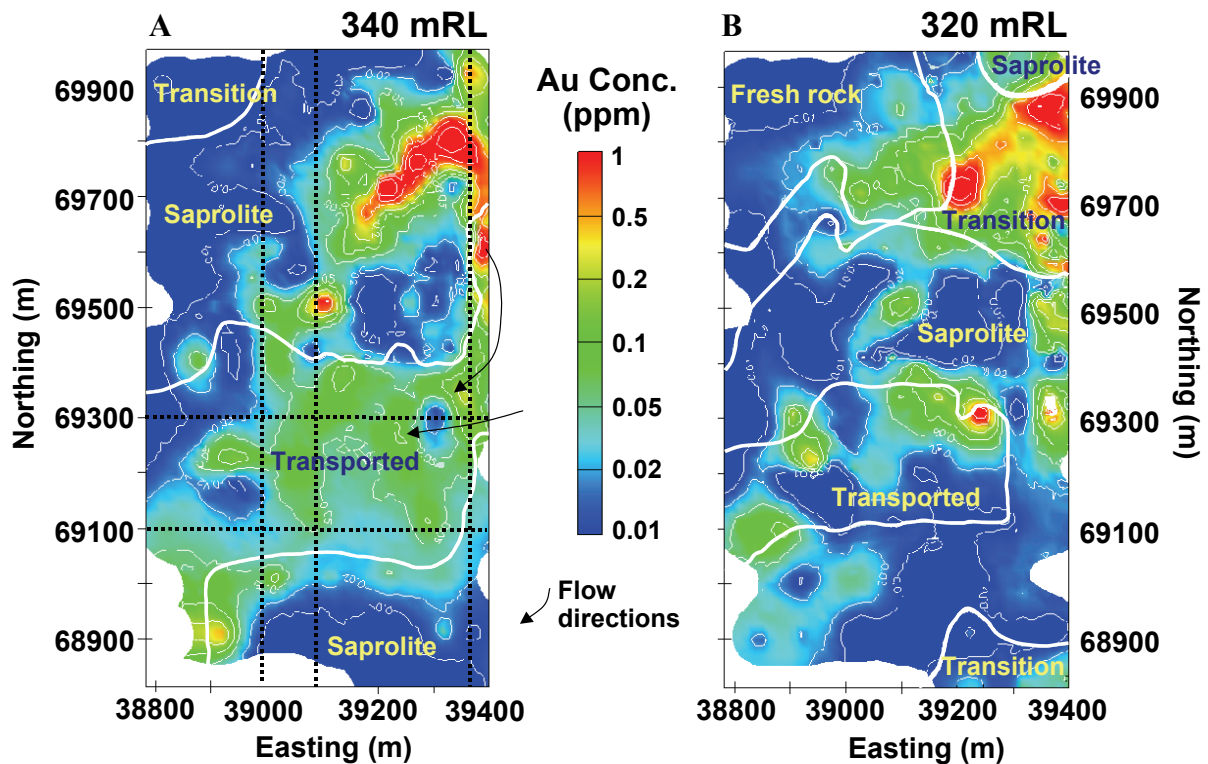 A
340 mRL
B
320 mRL
Au Conc.
(ppm)
1
0.5
0.2
0.1
0.05
0.02
0.01
Flow
directions
Northing (m)
69900
69700
69500
69300
69100
68900
Transition
Saprolite
Transported
Saprolite
38800
39000
39200
39400
Easting (m)
Saprolite
Fresh rock
Transition
Saprolite
Transported
Transition
69900
69700
69500
69300
69100
68900
Northing (m)
38800
39000
39200
39400
Easting (m)